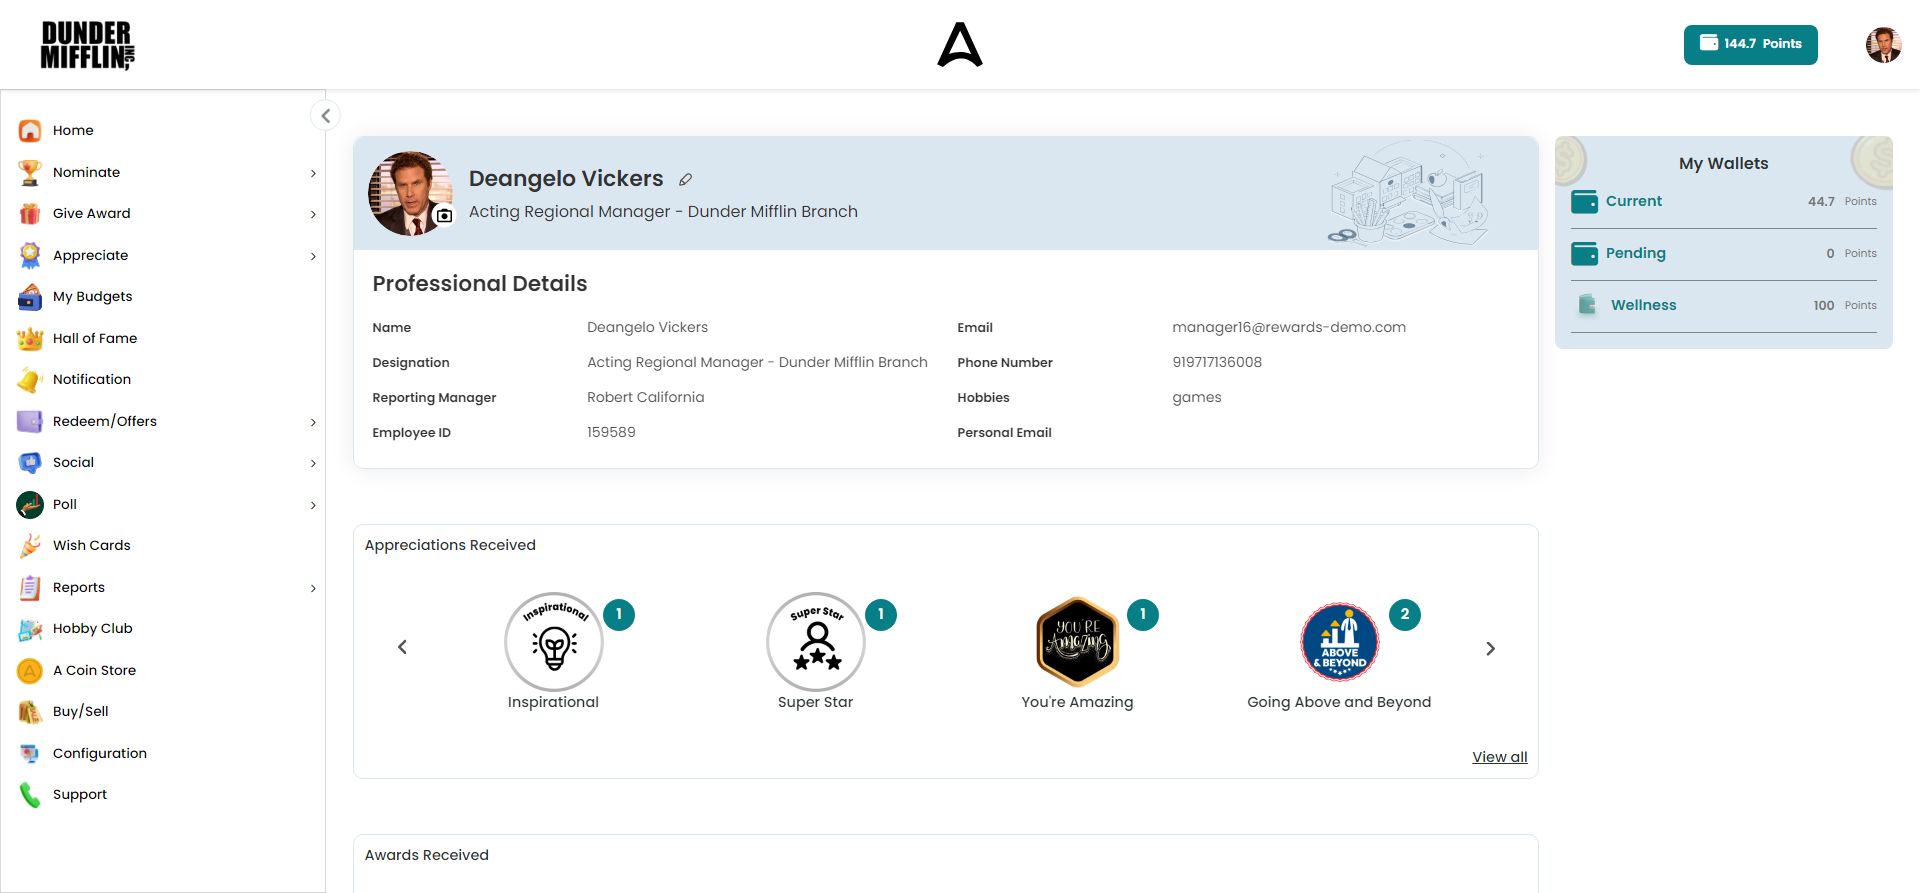 DUNDER
MIFFLIN INC,
144.7 Points
Home
Nominate
Give Award
Appreciate
My Budgets
Hall of Fame
Notification
Redeem/Offers
Social
Poll
Wish Cards
Reports
Hobby Club
A Coin Store
Buy/Sell
Configuration
Support
Deangelo Vickers
Acting Regional Manager - Dunder Mifflin Branch
Professional Details
Name Deangelo Vickers Email manager16@rewards-demo.com
Designation Acting Regional Manager - Dunder Mifflin Branch Phone Number 919717136008
Reporting Manager Robert California Hobbies games
Employee ID 159589 Personal Email
My Wallets
Current 44.7 Points
Pending 0 Points
Wellness 100 Points
Appreciations Received
Inspirational 1
Inspirational
Super Star 1
Super Star
YOU'RE
Amazing 1
You're Amazing
ABOVE
& BEYOND 2
Going Above and Beyond
View all
Awards Received